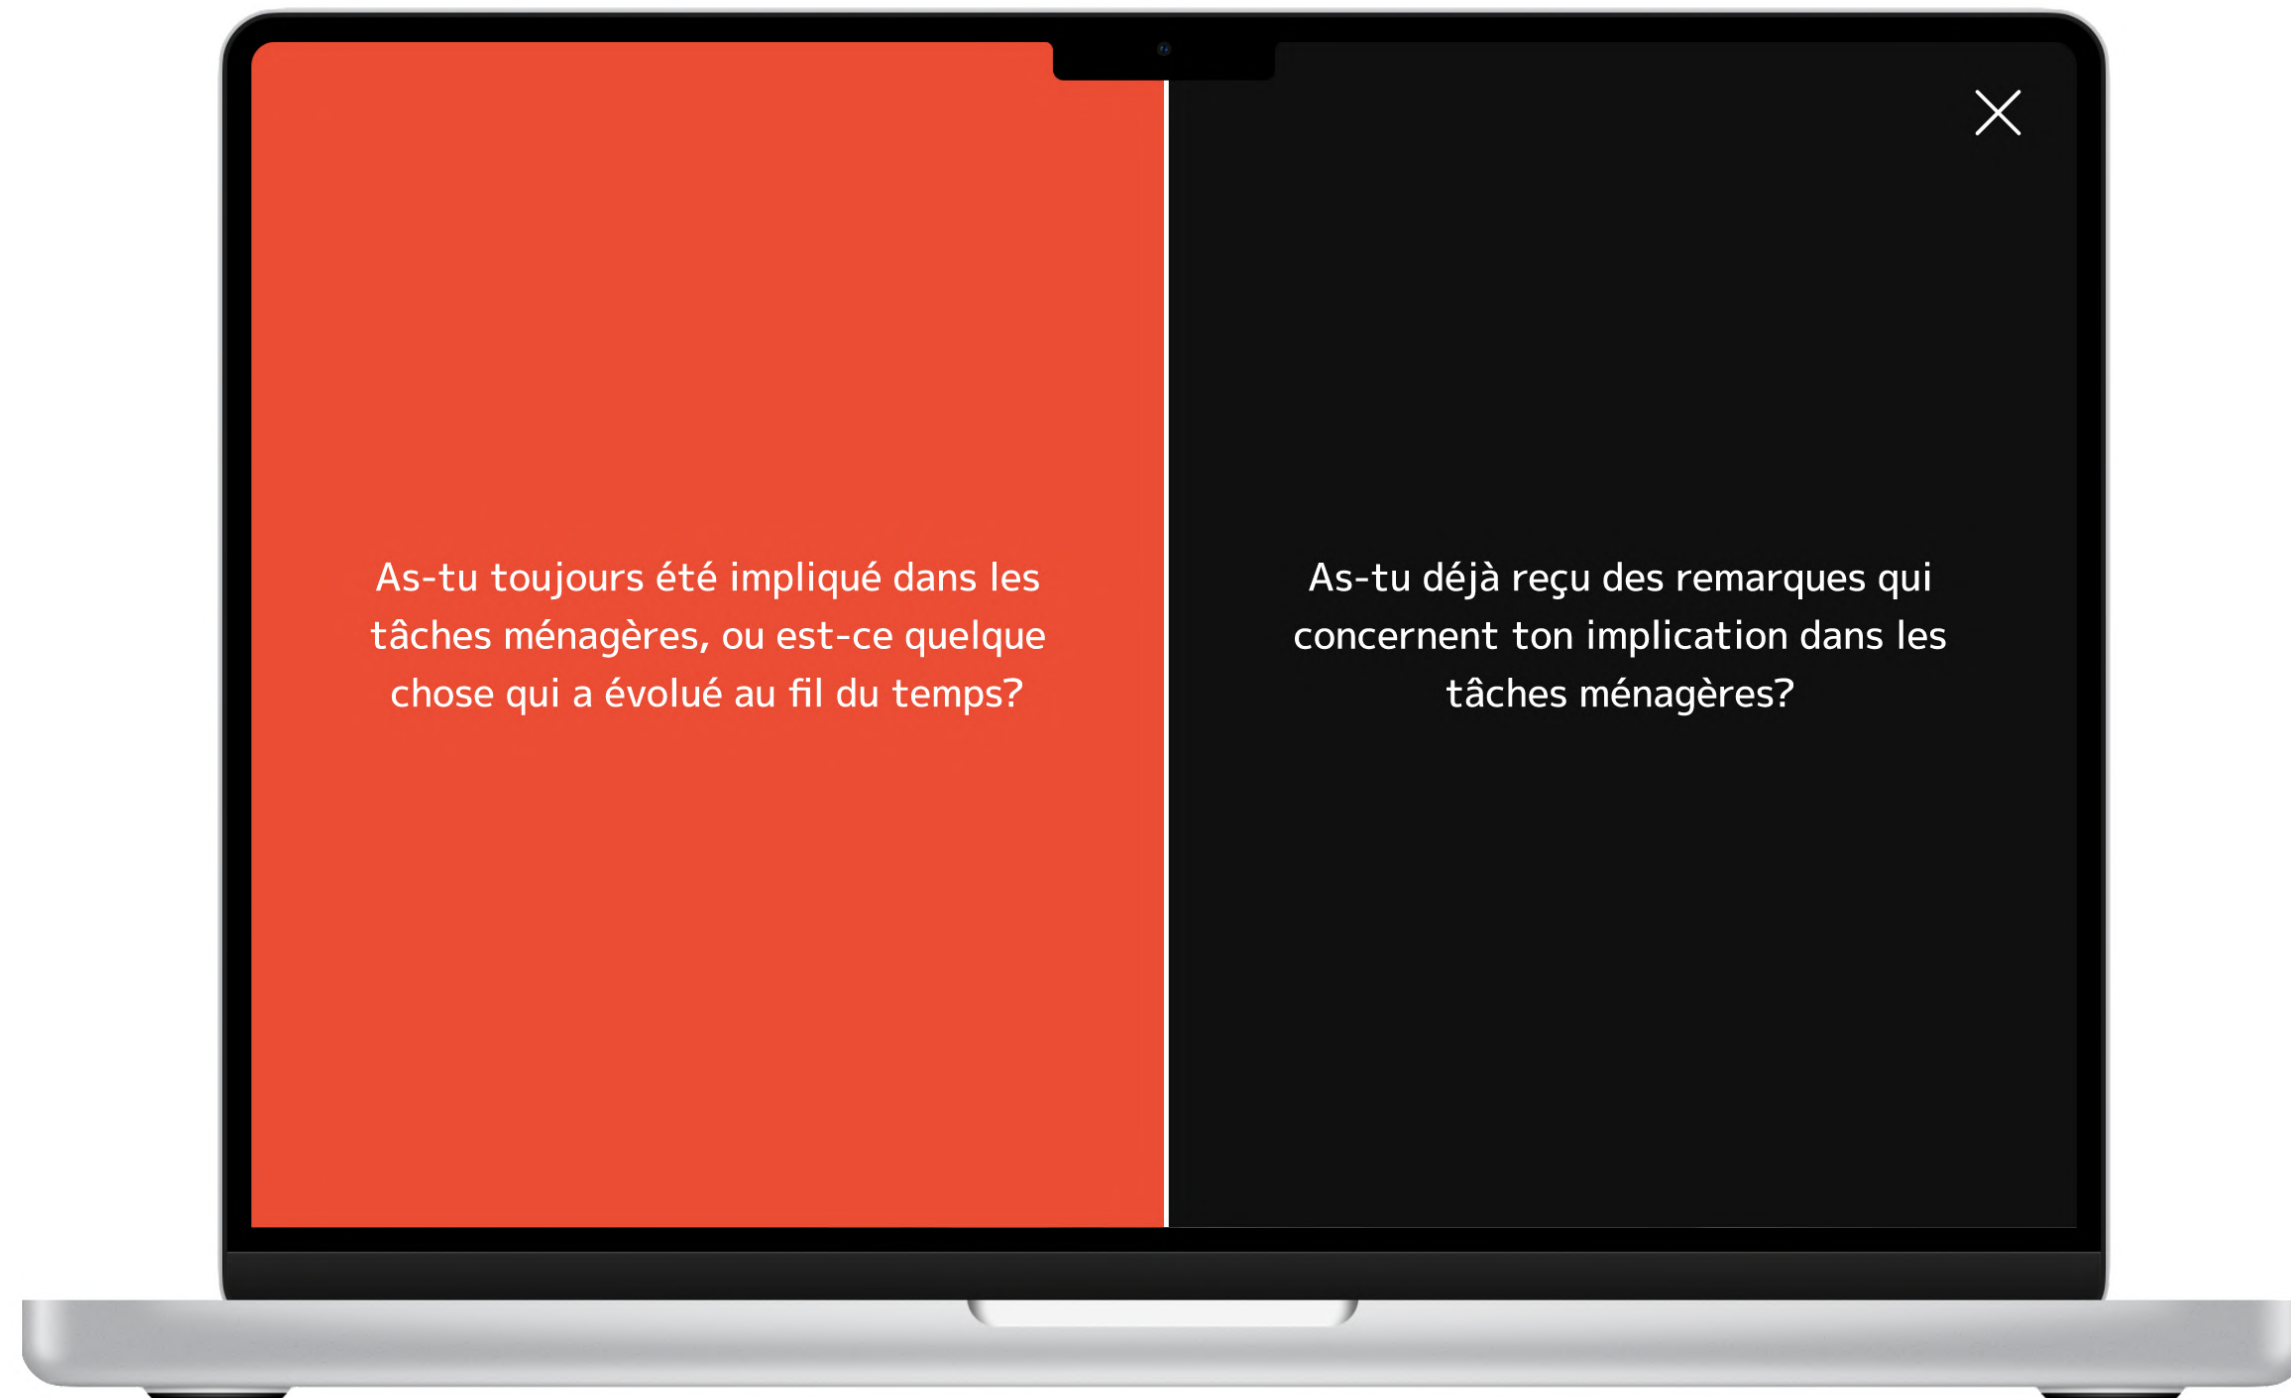 As-tu toujours été impliqué dans les
tâches ménagères, ou est-ce quelque
chose qui a évolué au fil du temps?
As-tu déjà reçu des remarques qui
concernent ton implication dans les
tâches ménagères?